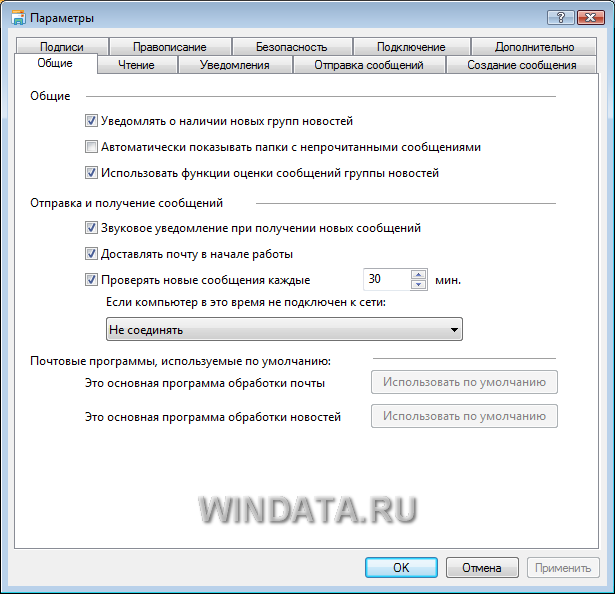 Параметры
Подписи
Правописание
Безопасность
Подключение
Дополнительно
Общие
Чтение
Уведомления
Отправка сообщений
Создание сообщения
Общие
Уведомлять о наличии новых групп новостей
Автоматически показывать папки с непрочитанными сообщениями
Использовать функции оценки сообщений группы новостей
Отправка и получение сообщений
Звуковое уведомление при получении новых сообщений
Доставлять почту в начале работы
Проверять новые сообщения каждые 30 мин.
Если компьютер в это время не подключен к сети:
Не соединять
Почтовые программы, используемые по умолчанию:
Это основная программа обработки почты Использовать по умолчанию
Это основная программа обработки новостей Использовать по умолчанию
WINDATA.RU
OK Отмена Применить